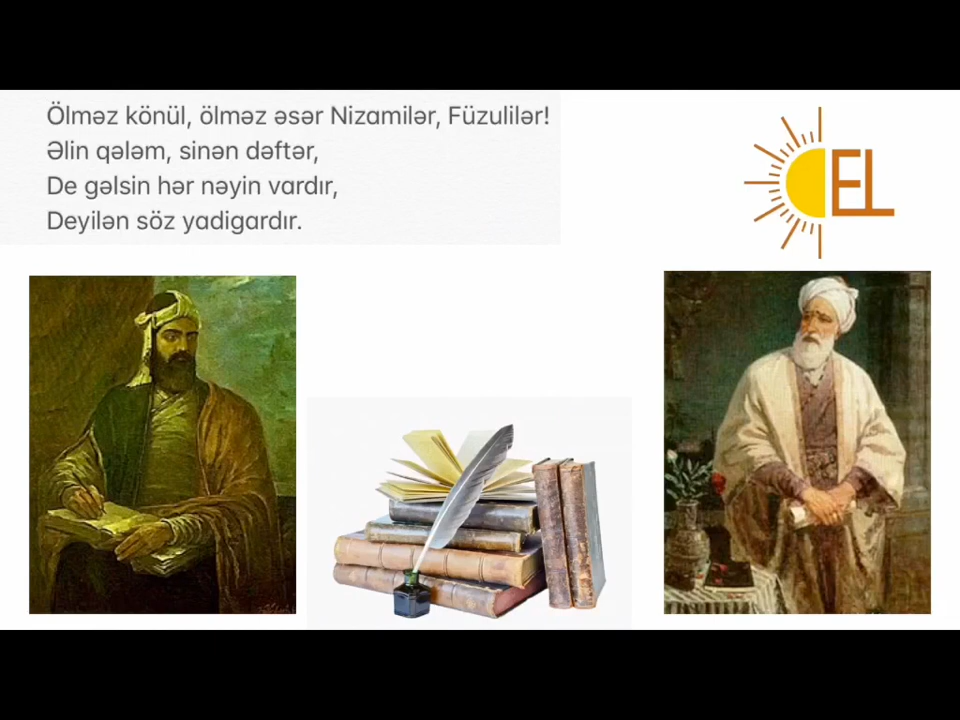 Ölməz könül, ölməz əsər Nizamilər, Füzulilər!
Əlin qələm, sinən dəftər,
De gəlsin hər nəyin vardır,
Deyilən söz yadigardır.
EL